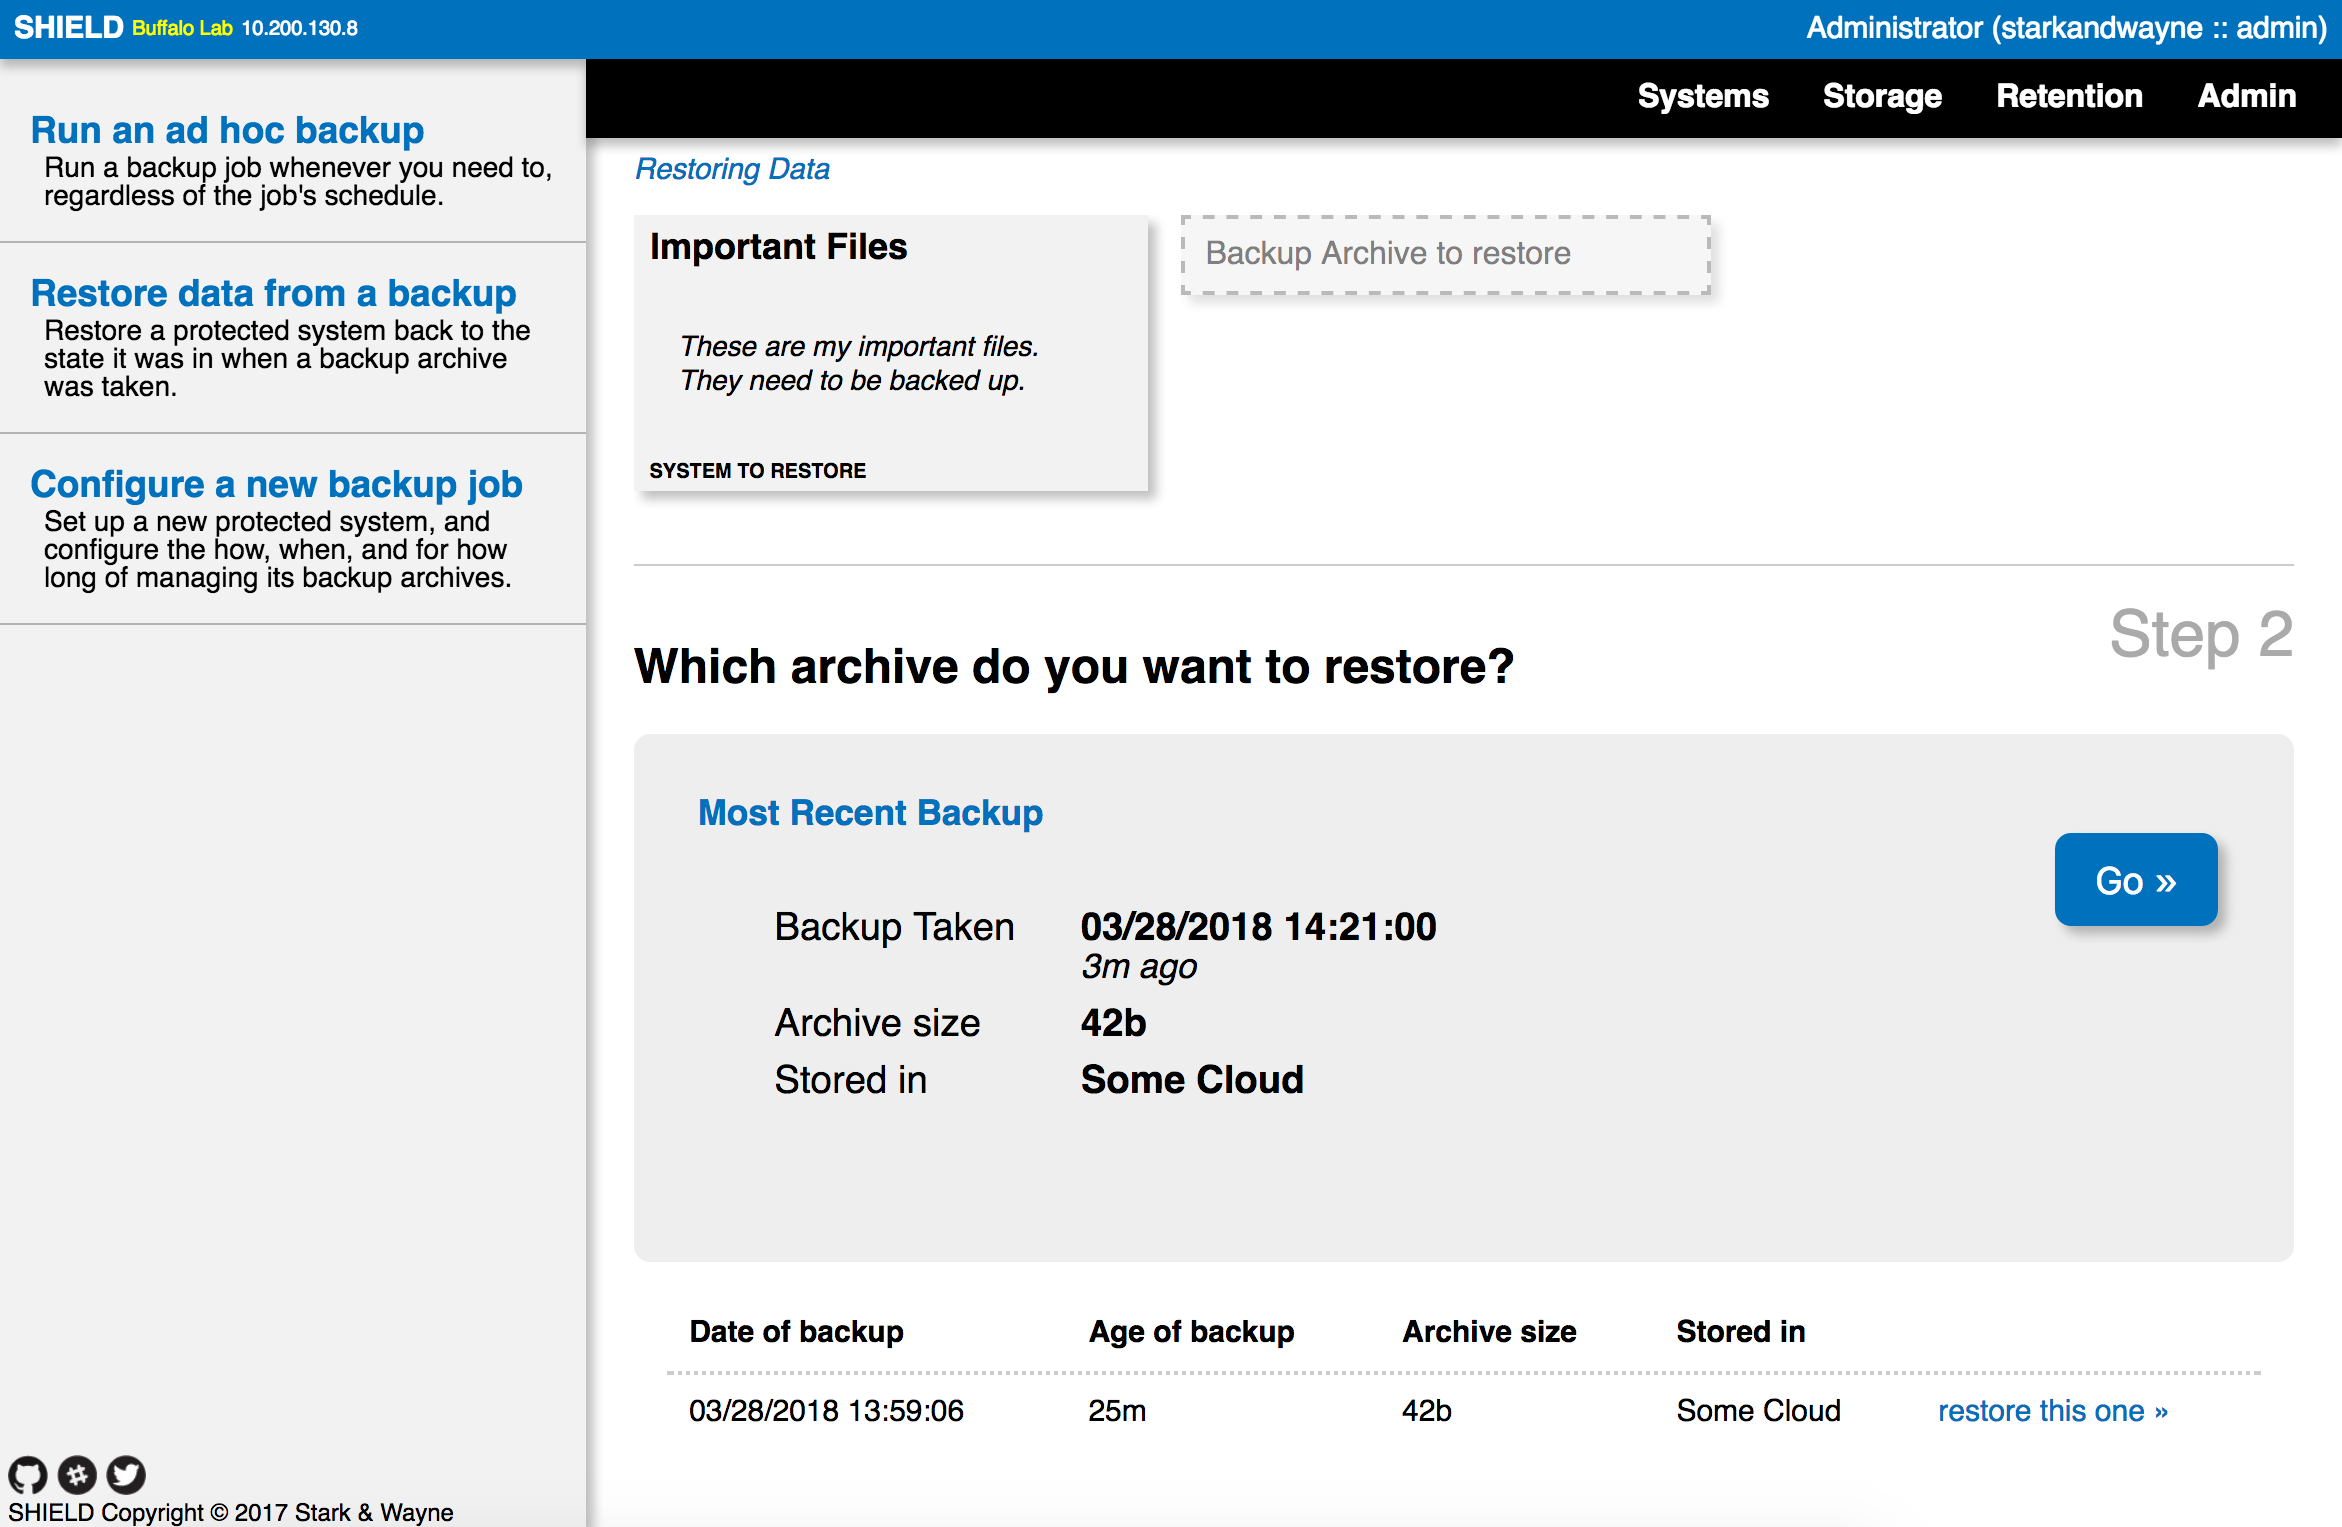 SHIELD Buffalo Lab 10.200.130.8
Administrator (starkandwayne :: admin)
Systems Storage Retention Admin
Run an ad hoc backup
Run a backup job whenever you need to,
regardless of the job's schedule.
Restore data from a backup
Restore a protected system back to the
state it was in when a backup archive
was taken.
Configure a new backup job
Set up a new protected system, and
configure the how, when, and for how
long of managing its backup archives.
SHIELD Copyright © 2017 Stark & Wayne
Restoring Data
Important Files
These are my important files.
They need to be backed up.
SYSTEM TO RESTORE
Backup Archive to restore
Step 2
Which archive do you want to restore?
Most Recent Backup
Go »
Backup Taken 03/28/2018 14:21:00
3m ago
Archive size 42b
Stored in Some Cloud
Date of backup Age of backup Archive size Stored in
03/28/2018 13:59:06 25m 42b Some Cloud restore this one »